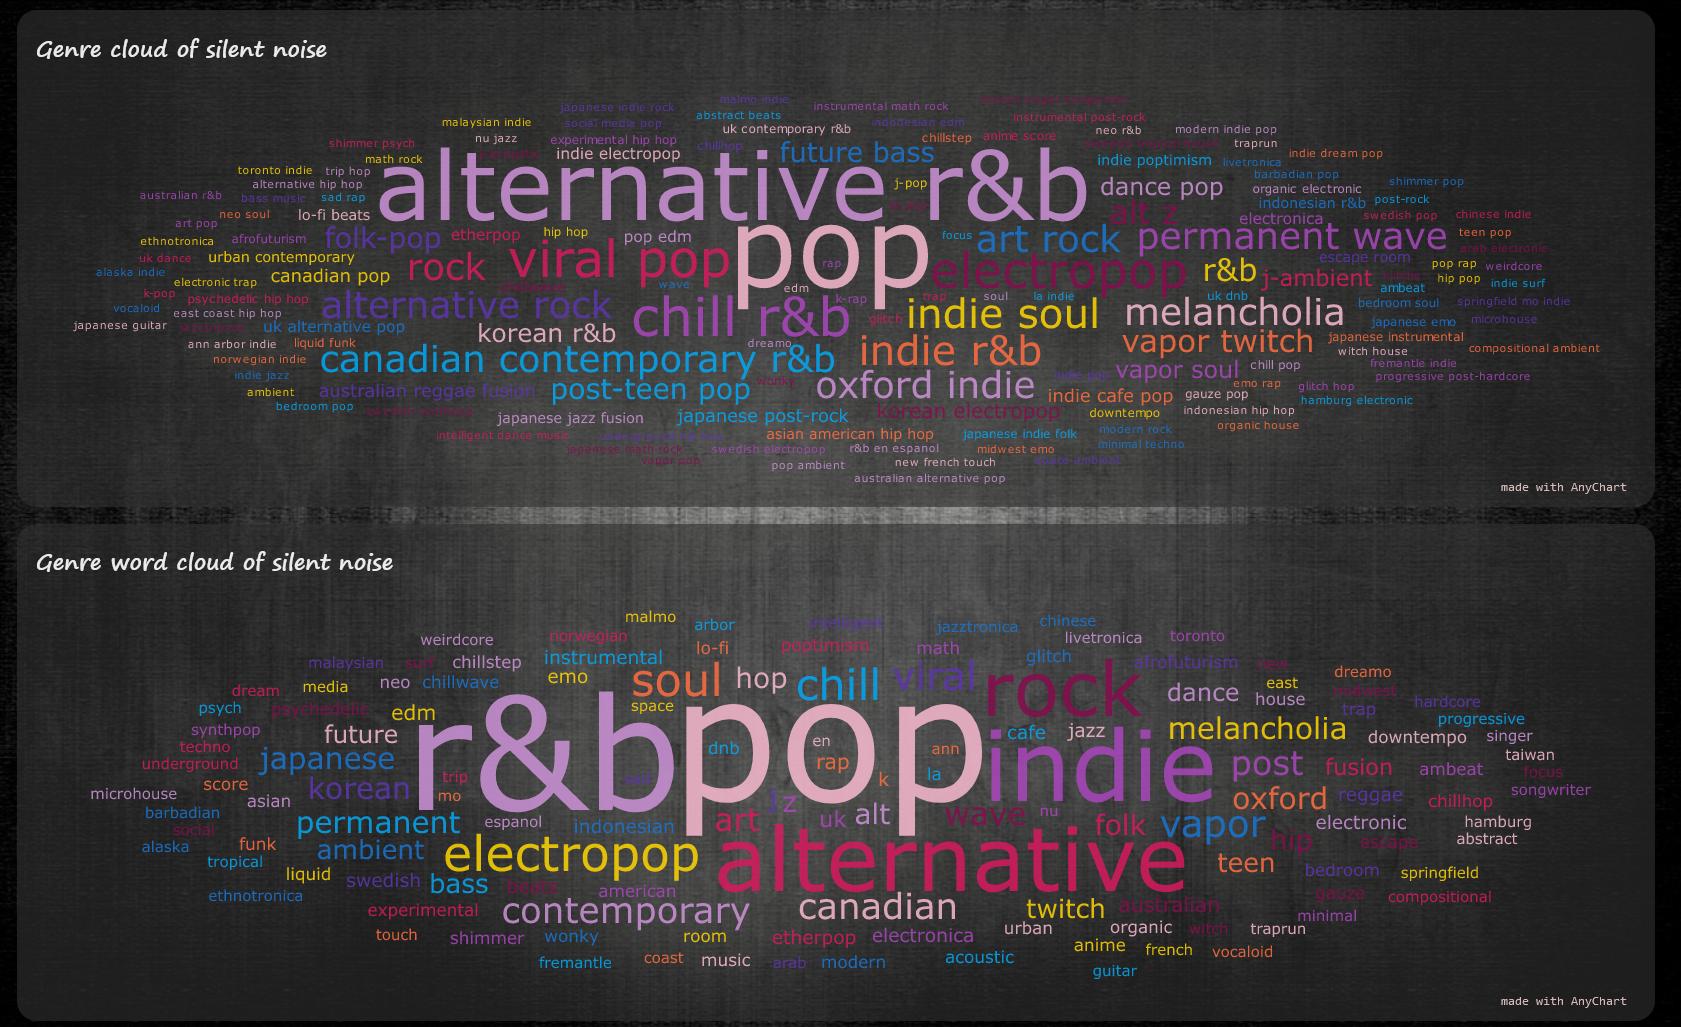 Genre cloud of silent noise
japanese indie rock
malmo indie
instrumental math rock
abstract beats
instrumental post-rock
malaysian indie
social media pop
indonesian edm
uk contemporary r&b
neo r&b
modern indie pop
shimmer psych
nu jazz
experimental hip hop
chillhop
chillstep
anime score
traprun
math rock
indie electropop
future bass
indie poptimism
livetronica
indie dream pop
toronto indie
trip hop
alternative r&b
j-pop
dance pop
barbadian pop
shimmer pop
alternative hip hop
organic electronic
australian r&b
bass music
sad rap
indonesian r&b
post-rock
art pop
neo soul
lo-fi beats
alt z
electronica
swedish pop
chinese indie
ethnotronica
afrofuturism
folk-pop
etherpop
hip hop
pop edm
pop
focus
art rock
permanent wave
teen pop
arab electronic
uk dance
urban contemporary
rock
viral pop
rap
electropop
r&b
escape room
pop rap
weirdcore
alaska indie
electronic trap
canadian pop
wave
j-ambient
hip pop
indie surf
k-pop
psychedelic hip hop
alternative rock
edm
k-rap
trap
soul
la indie
uk dnb
ambeat
bedroom soul
springfield mo indie
vocaloid
east coast hip hop
chill r&b
glitch
indie soul
melancholia
japanese emo
microhouse
japanese guitar
uk alternative pop
korean r&b
vapor twitch
japanese instrumental
ann arbor indie
liquid funk
dreamo
indie r&b
witch house
compositional ambient
norwegian indie
canadian contemporary r&b
vapor soul
chill pop
fremantle indie
indie jazz
wonky
indie pop
progressive post-hardcore
ambient
australian reggae fusion
post-teen pop
oxford indie
indie cafe pop
emo rap
gauze pop
glitch hop
hamburg electronic
bedroom pop
japanese jazz fusion
japanese post-rock
korean electropop
downtempo
indonesian hip hop
intelligent dance music
underground hip hop
asian american hip hop
japanese indie folk
modern rock
organic house
japanese math rock
swedish electropop
r&b en espanol
midwest emo
minimal techno
vapor pop
pop ambient
new french touch
space ambient
australian alternative pop
made with AnyChart
Genre word cloud of silent noise
malmo
arbor
intelligent
jazztronica
chinese
weirdcore
norwegian
lo-fi
poptimism
math
livetronica
toronto
malaysian
surf
chillstep
instrumental
glitch
afrofuturism
new
dream
media
neo
chillwave
emo
soul
hop
chill
viral
rock
dance
east
house
dreamo
midwest
psych
psychedelic
edm
space
trap
hardcore
synthpop
future
r&b
pop
dnb
en
ann
cafe
jazz
melancholia
downtempo
progressive
singer
techno
japanese
rap
indie
post
fusion
ambeat
taiwan
underground
trip
k
la
focus
microhouse
score
asian
korean
mo
sad
j
z
oxford
reggae
chillhop
songwriter
barbadian
permanent
espanol
indonesian
art
uk
alt
wave
nu
folk
vapor
electronic
hamburg
social
alaska
funk
ambient
electropop
alternative
hip
escape
abstract
tropical
liquid
swedish
bass
beats
american
teen
bedroom
springfield
ethnotronica
experimental
contemporary
canadian
twitch
australian
gauze
compositional
touch
shimmer
wonky
room
etherpop
electronica
urban
organic
witch
minimal
traprun
fremantle
coast
music
arab
modern
acoustic
anime
french
vocaloid
guitar
made with AnyChart